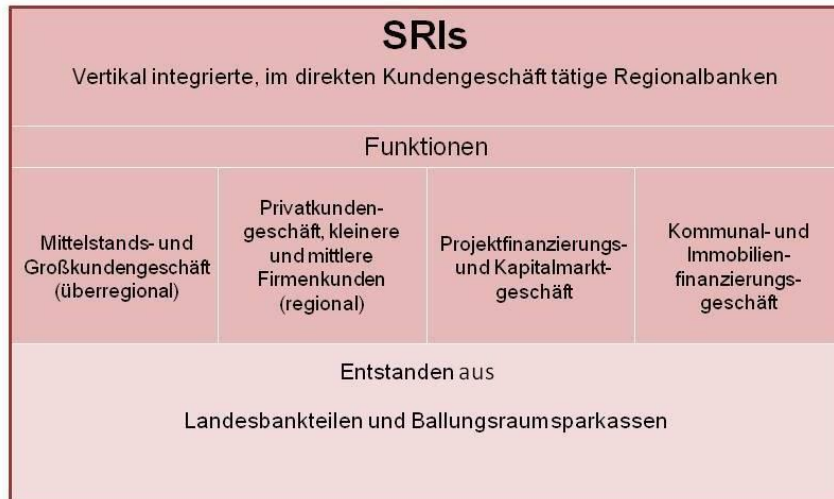 SRIs
Vertikal integrierte, im direkten Kundengeschäft tätige Regionalbanken
Funktionen
Mittelstands- und
Großkundengeschäft
(überregional)
Privatkunden-
geschäft, kleinere
und mittlere
Firmenkunden
(regional)
Projektfinanzierungs-
und Kapitalmarkt-
geschäft
Kommunal- und
Immobilien-
finanzierungs-
geschäft
Entstanden aus
Landesbankteilen und Ballungsraumsparkassen